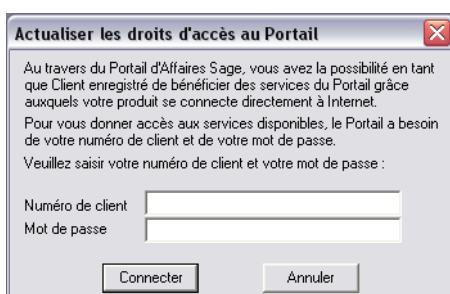 Actualiser les droits d'accès au Portail
Au travers du Portail d'Affaires Sage, vous avez la possibilité en tant
que Client enregistré de bénéficier des services du Portail grâce
auxquels votre produit se connecte directement à Internet.
Pour vous donner accès aux services disponibles, le Portail a besoin
de votre numéro de client et de votre mot de passe.
Veuillez saisir votre numéro de client et votre mot de passe :
Numéro de client
Mot de passe
Connecter Annuler